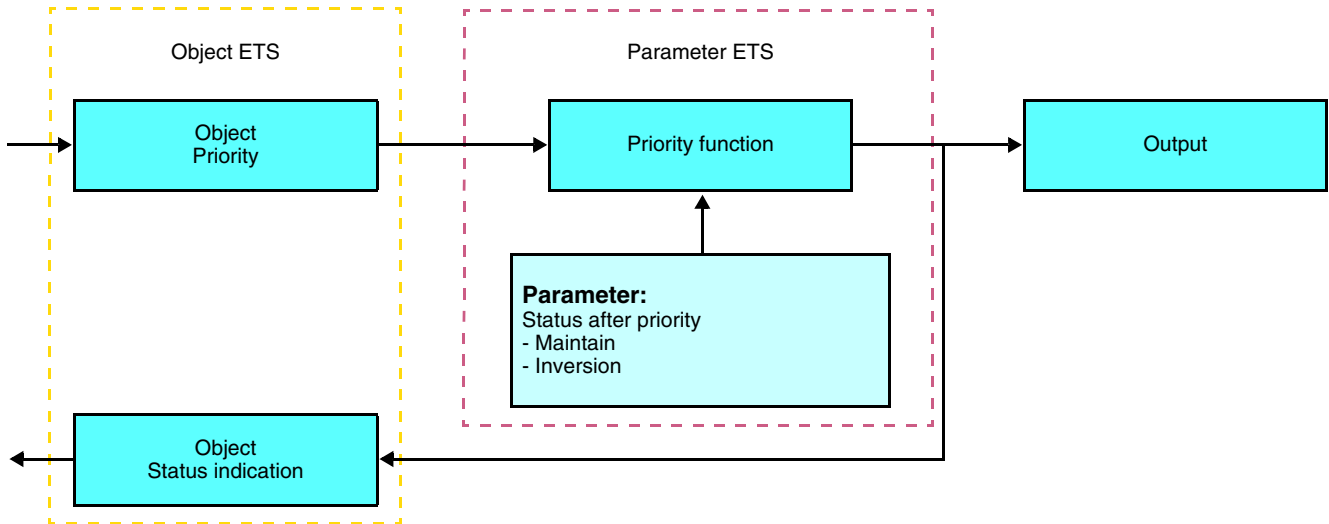 Object ETS
Parameter ETS
Object
Priority
Priority function
Output
Parameter:
Status after priority
- Maintain
- Inversion
Object
Status indication